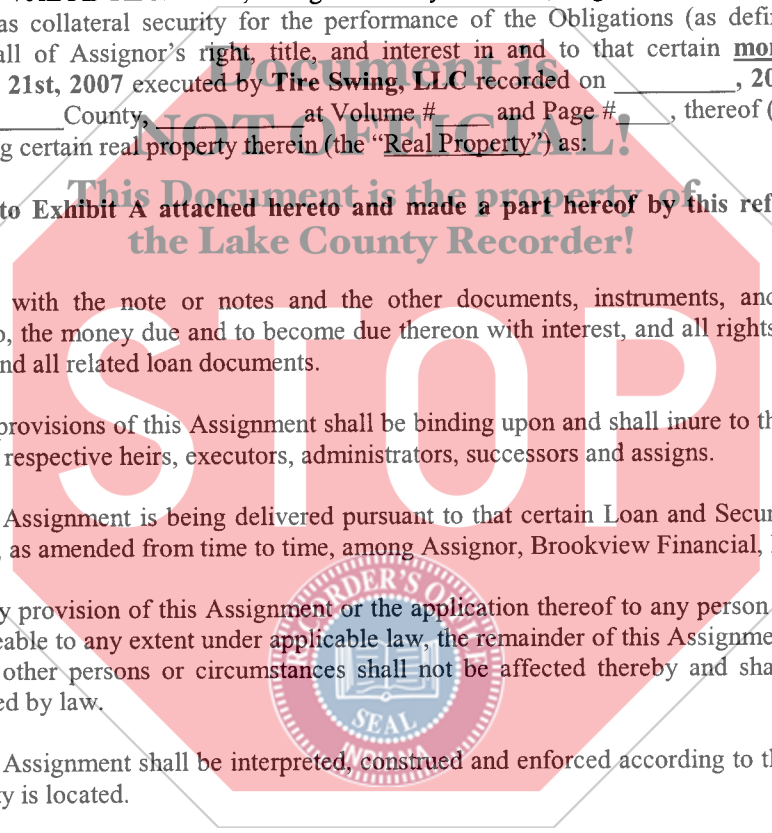 as collateral security for the performance of the Obligations (as defi
all of Assignor's right, title, and interest in and to that certain mor
21st, 2007 executed by Tire Swing, LLC recorded on __________, 20
______County, ____________ at Volume #_____ and Page #____, thereof (
g certain real property therein (the "Real Property") as:
Document is
NOT OFFICIAL!
This Document is the property of
the Lake County Recorder!
to Exhibit A attached hereto and made a part hereof by this ref
with the note or notes and the other documents, instruments, and
o, the money due and to become due thereon with interest, and all rights
nd all related loan documents.
STOP
provisions of this Assignment shall be binding upon and shall inure to th
respective heirs, executors, administrators, successors and assigns.
Assignment is being delivered pursuant to that certain Loan and Secur
, as amended from time to time, among Assignor, Brookview Financial,
y provision of this Assignment or the application thereof to any person
eable to any extent under applicable law, the remainder of this Assignme
other persons or circumstances shall not be affected thereby and sha
ed by law.
RECORDER'S OFFICE
SEAL
INDIANA
Assignment shall be interpreted, construed and enforced according to th
ty is located.